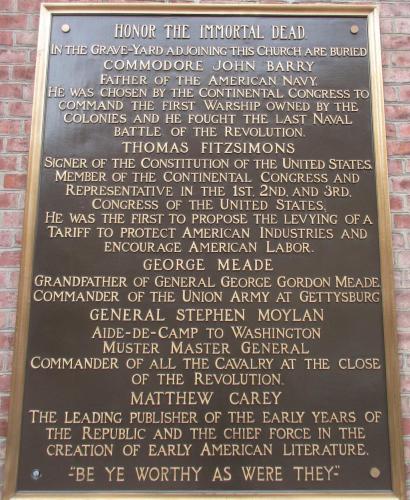 HONOR THE IMMORTAL DEAD
IN THE GRAVE-YARD ADJOINING THIS CHURCH ARE BURIED
COMMODORE JOHN BARRY
FATHER OF THE AMERICAN NAVY.
HE WAS CHOSEN BY THE CONTINENTAL CONGRESS TO
COMMAND THE FIRST WARSHIP OWNED BY THE
COLONIES AND HE FOUGHT THE LAST NAVAL
BATTLE OF THE REVOLUTION.
THOMAS FITZSIMONS
SIGNER OF THE CONSTITUTION OF THE UNITED STATES.
MEMBER OF THE CONTINENTAL CONGRESS AND
REPRESENTATIVE IN THE 1ST, 2ND, AND 3RD,
CONGRESS OF THE UNITED STATES,
HE WAS THE FIRST TO PROPOSE THE LEVYING OF A
TARIFF TO PROTECT AMERICAN INDUSTRIES AND
ENCOURAGE AMERICAN LABOR.
GEORGE MEADE
GRANDFATHER OF GENERAL GEORGE GORDON MEADE
COMMANDER OF THE UNION ARMY AT GETTYSBURG
GENERAL STEPHEN MOYLAN
AIDE-DE-CAMP TO WASHINGTON
MUSTER MASTER GENERAL
COMMANDER OF ALL THE CAVALRY AT THE CLOSE
OF THE REVOLUTION.
MATTHEW CAREY
THE LEADING PUBLISHER OF THE EARLY YEARS OF
THE REPUBLIC AND THE CHIEF FORCE IN THE
CREATION OF EARLY AMERICAN LITERATURE.
-"BE YE WORTHY AS WERE THEY"-